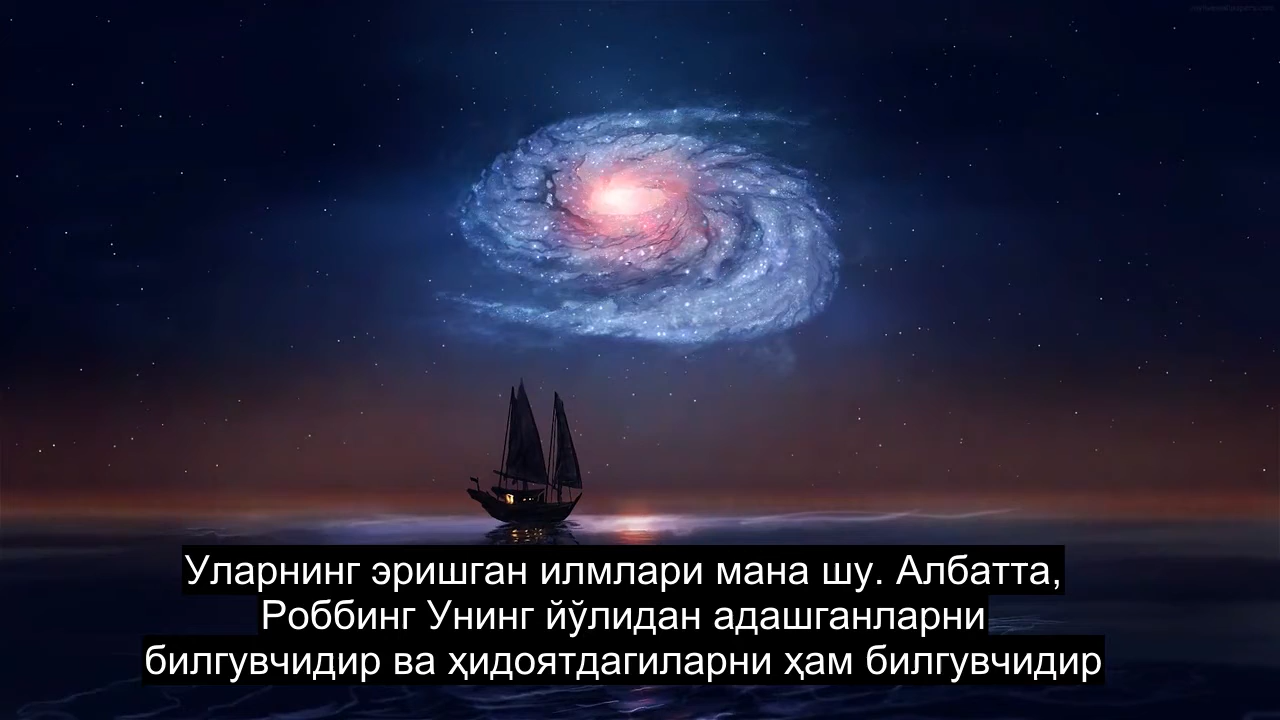 Уларнинг эришган илмлари мана шу. Албатта,
Роббинг Унинг йўлидан адашганларни
билгувчидир ва ҳидоятдагиларни ҳам билгувчидир